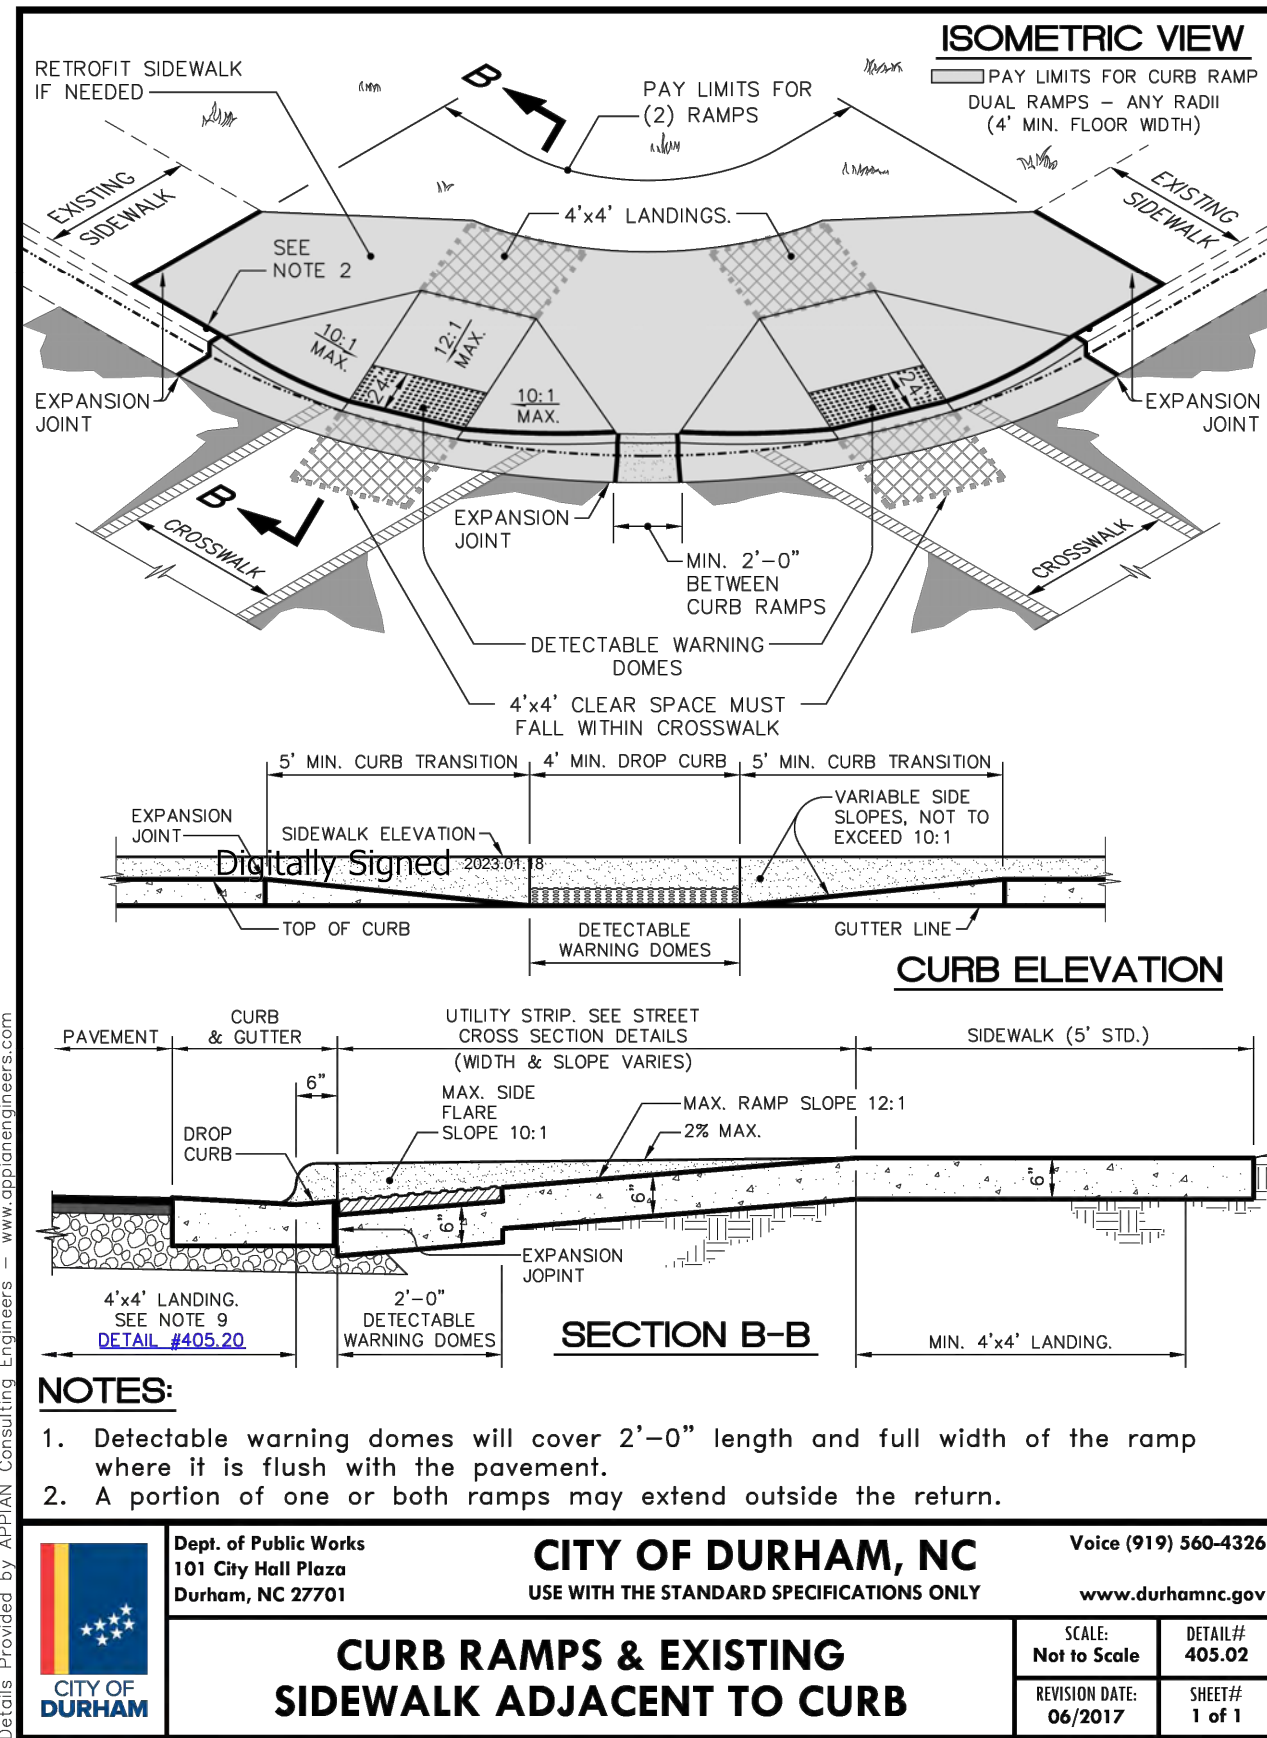 ISOMETRIC VIEW
PAY LIMITS FOR CURB RAMP
DUAL RAMPS – ANY RADII
(4' MIN. FLOOR WIDTH)
RETROFIT SIDEWALK
IF NEEDED
B
PAY LIMITS FOR
(2) RAMPS
EXISTING
SIDEWALK
EXISTING
SIDEWALK
4'x4' LANDINGS.
SEE
NOTE 2
10:1
MAX.
12:1
MAX.
24"
10:1
MAX.
24"
EXPANSION
JOINT
EXPANSION
JOINT
B
CROSSWALK
EXPANSION
JOINT
CROSSWALK
MIN. 2'-0"
BETWEEN
CURB RAMPS
DETECTABLE WARNING
DOMES
4'x4' CLEAR SPACE MUST
FALL WITHIN CROSSWALK
5' MIN. CURB TRANSITION
4' MIN. DROP CURB
5' MIN. CURB TRANSITION
EXPANSION
JOINT
SIDEWALK ELEVATION
VARIABLE SIDE
SLOPES, NOT TO
EXCEED 10:1
Digitally Signed 2023.01.18
TOP OF CURB
DETECTABLE
WARNING DOMES
GUTTER LINE
CURB ELEVATION
PAVEMENT
CURB
& GUTTER
UTILITY STRIP. SEE STREET
CROSS SECTION DETAILS
(WIDTH & SLOPE VARIES)
SIDEWALK (5' STD.)
6"
MAX. SIDE
FLARE
SLOPE 10:1
MAX. RAMP SLOPE 12:1
2% MAX.
DROP
CURB
6"
6"
6"
EXPANSION
JOPINT
4'x4' LANDING.
SEE NOTE 9
DETAIL #405.20
2'-0"
DETECTABLE
WARNING DOMES
SECTION B-B
MIN. 4'x4' LANDING.
NOTES:
1. Detectable warning domes will cover 2'-0" length and full width of the ramp
where it is flush with the pavement.
2. A portion of one or both ramps may extend outside the return.
Details Provided by APPIAN Consulting Engineers – www.appianengineers.com
CITY OF
DURHAM
Dept. of Public Works
101 City Hall Plaza
Durham, NC 27701
CITY OF DURHAM, NC
USE WITH THE STANDARD SPECIFICATIONS ONLY
Voice (919) 560-4326
www.durhamnc.gov
CURB RAMPS & EXISTING
SIDEWALK ADJACENT TO CURB
SCALE:
Not to Scale
DETAIL#
405.02
REVISION DATE:
06/2017
SHEET#
1 of 1